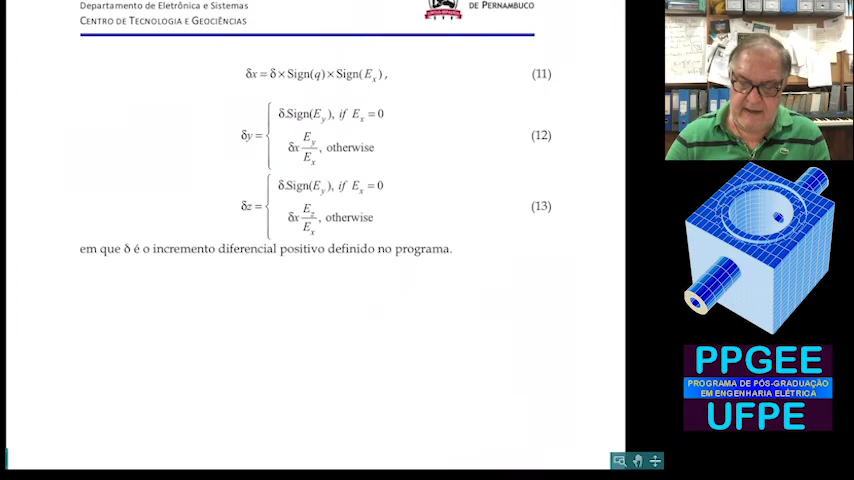 Departamento de Eletrônica e Sistemas
CENTRO DE TECNOLOGIA E GEOCIÊNCIAS
DE PERNAMBUCO
δx = δ × Sign(q) × Sign(E_x), (11)
δy = { δ.Sign(E_y), if E_x = 0
δx E_y/E_x, otherwise (12)
δz = { δ.Sign(E_y), if E_x = 0
δx E_z/E_x, otherwise (13)
em que δ é o incremento diferencial positivo definido no programa.
PPGEE
PROGRAMA DE PÓS-GRADUAÇÃO
EM ENGENHARIA ELÉTRICA
UFPE